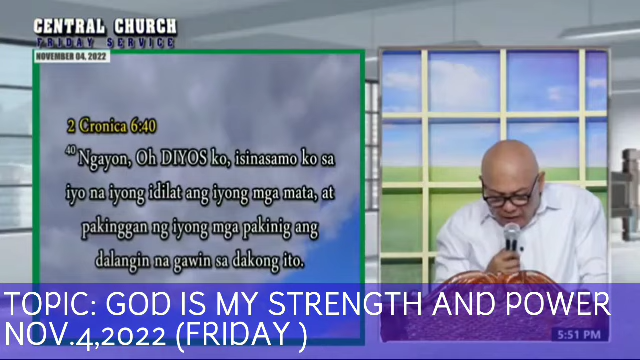 CENTRAL CHURCH
FRIDAY SERVICE
NOVEMBER 04, 2022
2 Cronica 6:40
40 Ngayon, Oh DIYOS ko, isinasamo ko sa
iyo na iyong idilat ang iyong mga mata, at
pakinggan ng iyong mga pakinig ang
dalangin na gawin sa dakong ito.
TOPIC: GOD IS MY STRENGTH AND POWER
NOV.4,2022 (FRIDAY )
5:51 PM